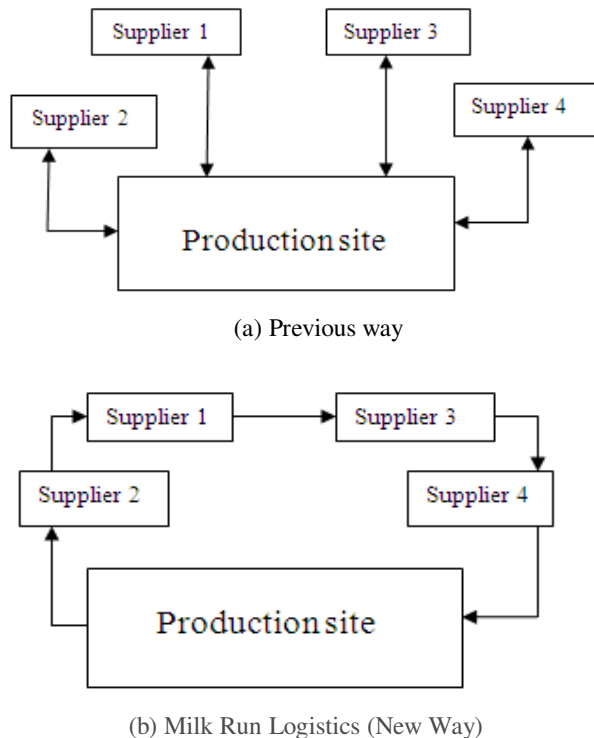 Supplier 1
Supplier 3
Supplier 2
Supplier 4
Production site
(a) Previous way
Supplier 1
Supplier 3
Supplier 2
Supplier 4
Production site
(b) Milk Run Logistics (New Way)